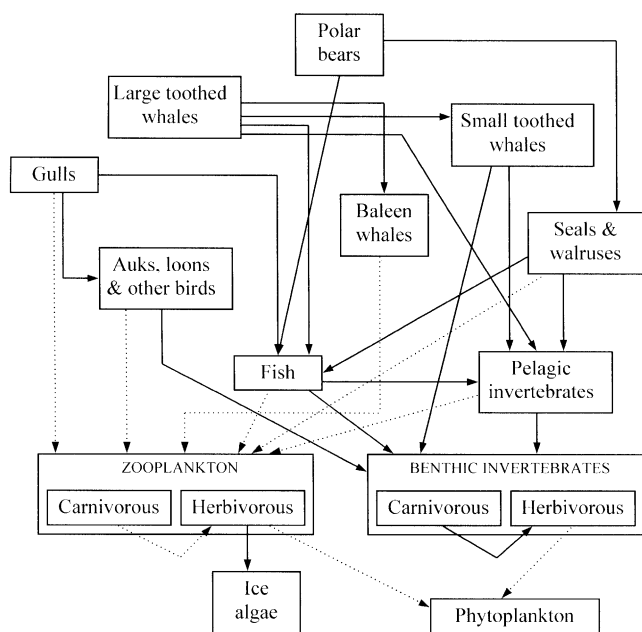 Polar
bears
Large toothed
whales
Small toothed
whales
Gulls
Baleen
whales
Seals &
walruses
Auks, loons
& other birds
Fish
Pelagic
invertebrates
ZOOPLANKTON
BENTHIC INVERTEBRATES
Carnivorous
Herbivorous
Carnivorous
Herbivorous
Ice
algae
Phytoplankton